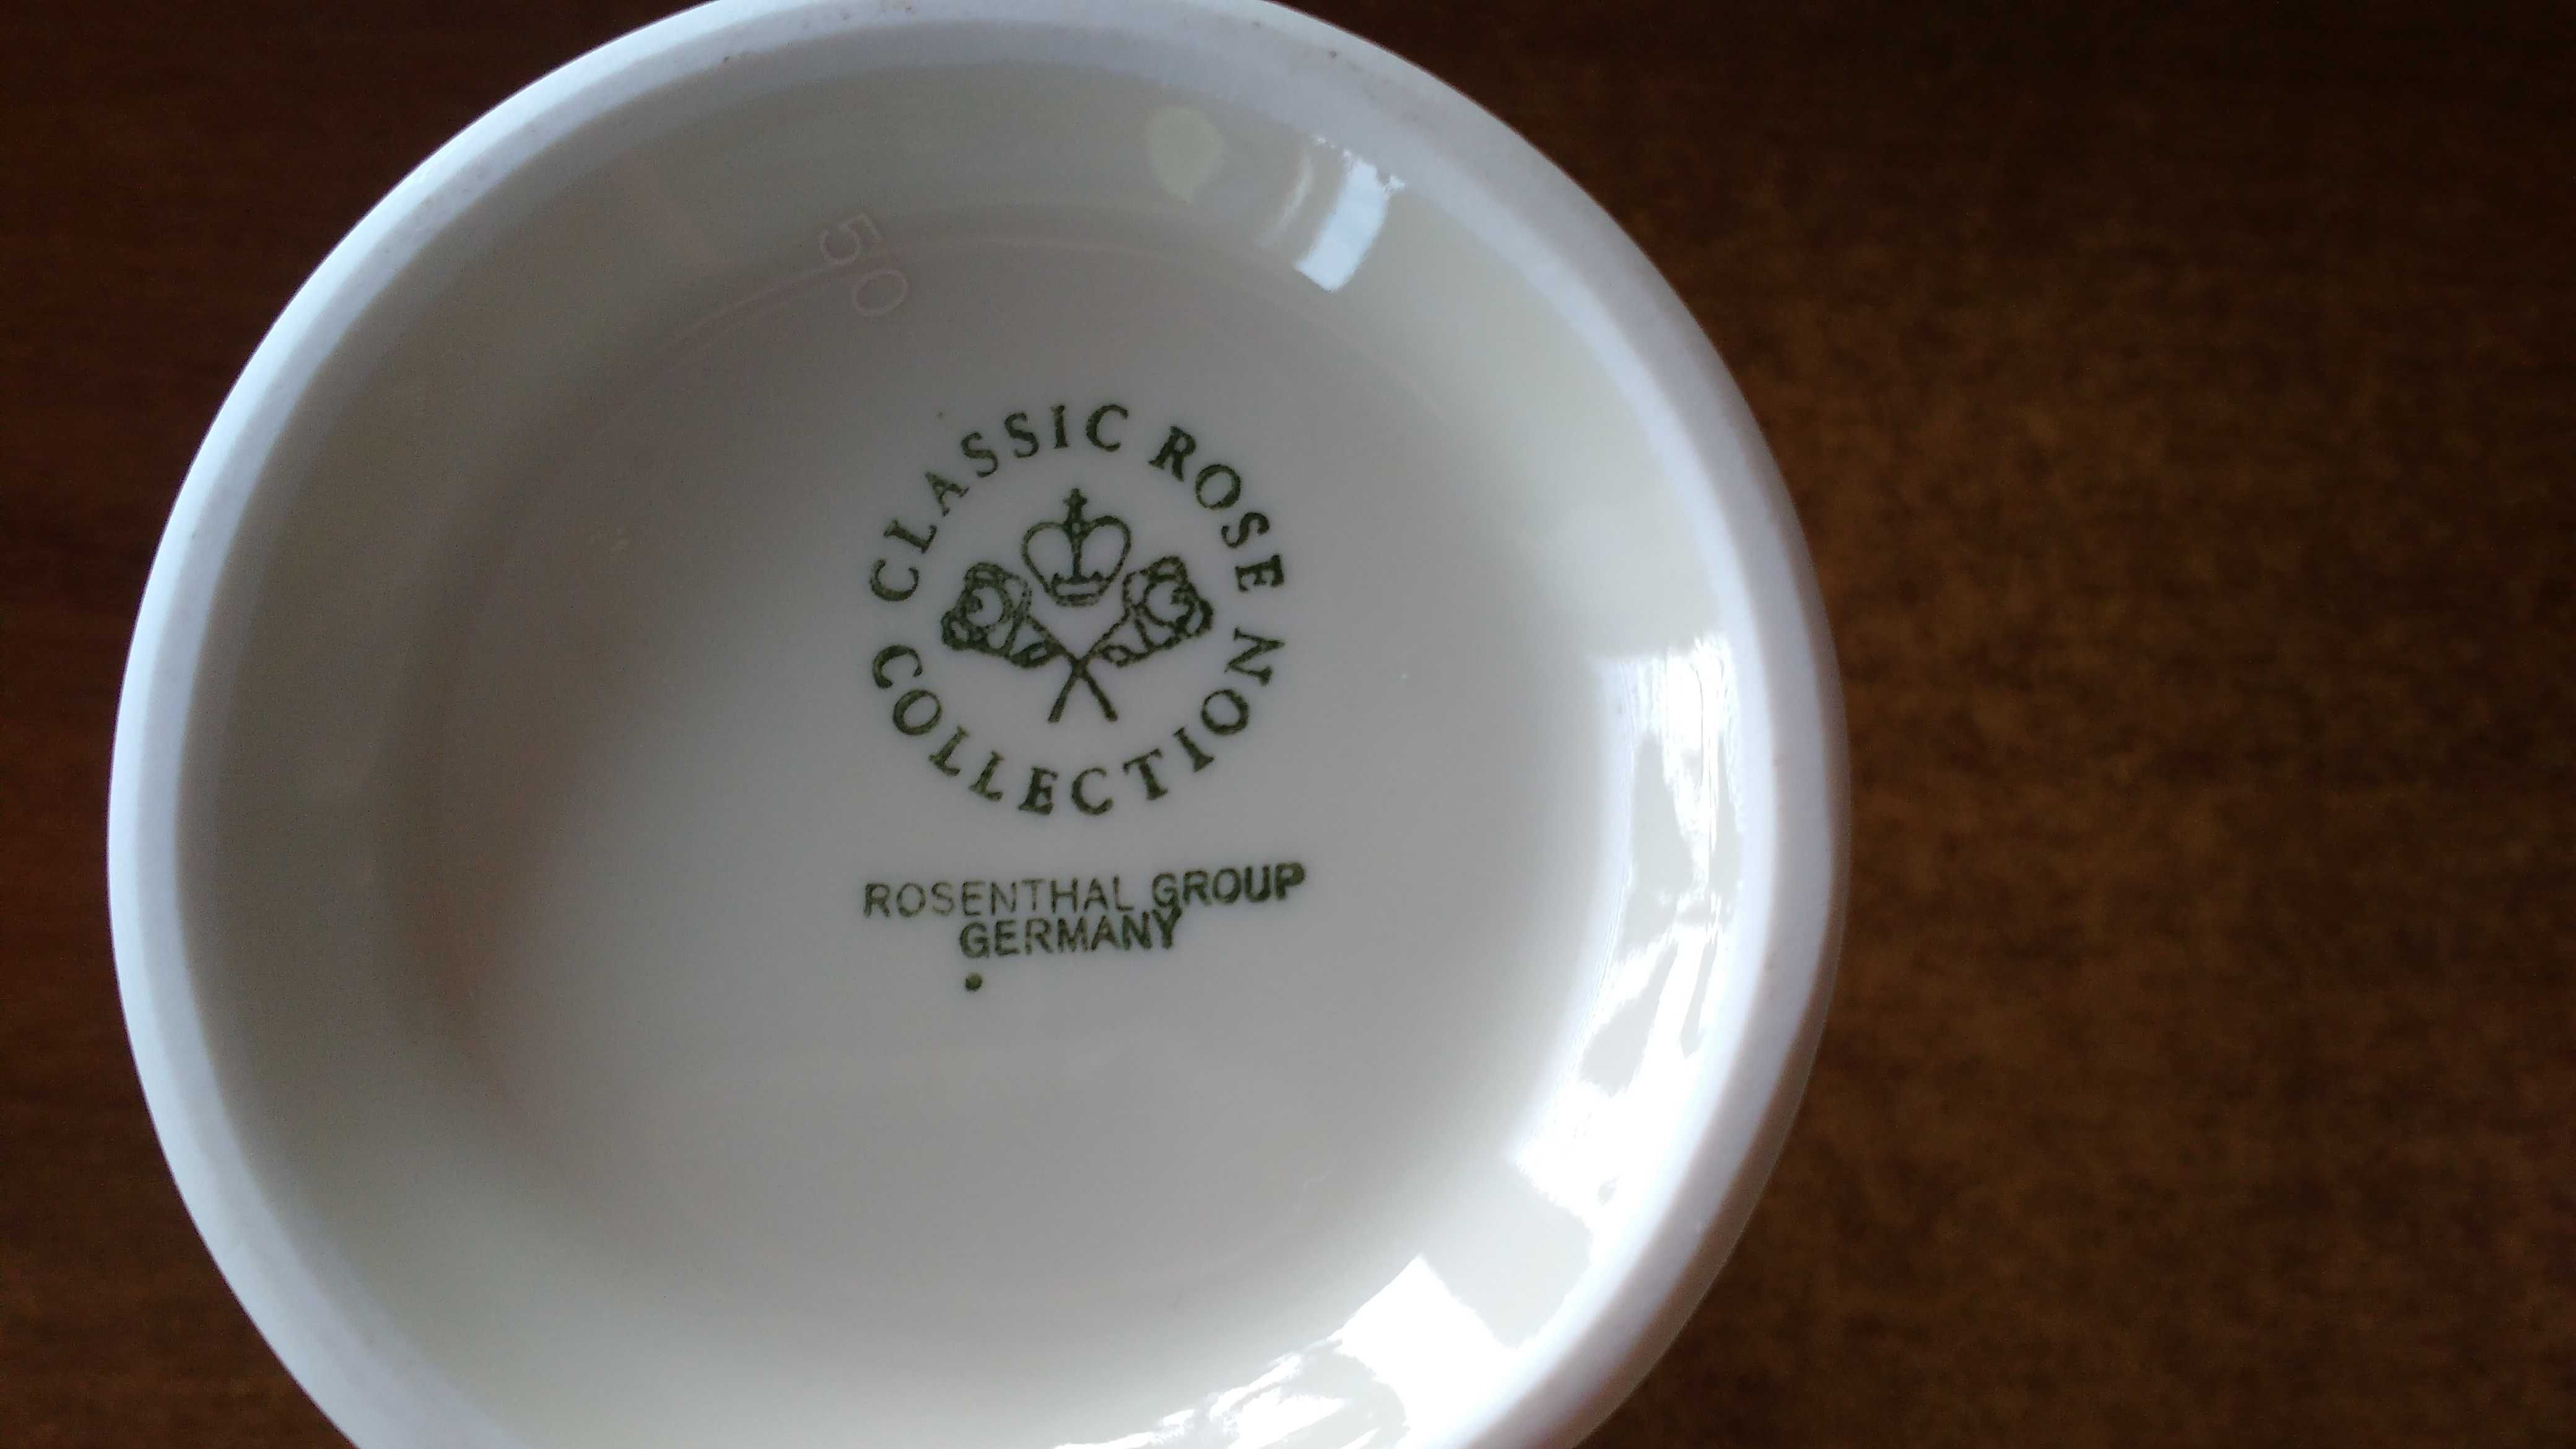 50
CLASSIC ROSE
COLLECTION
ROSENTHAL GROUP
GERMANY